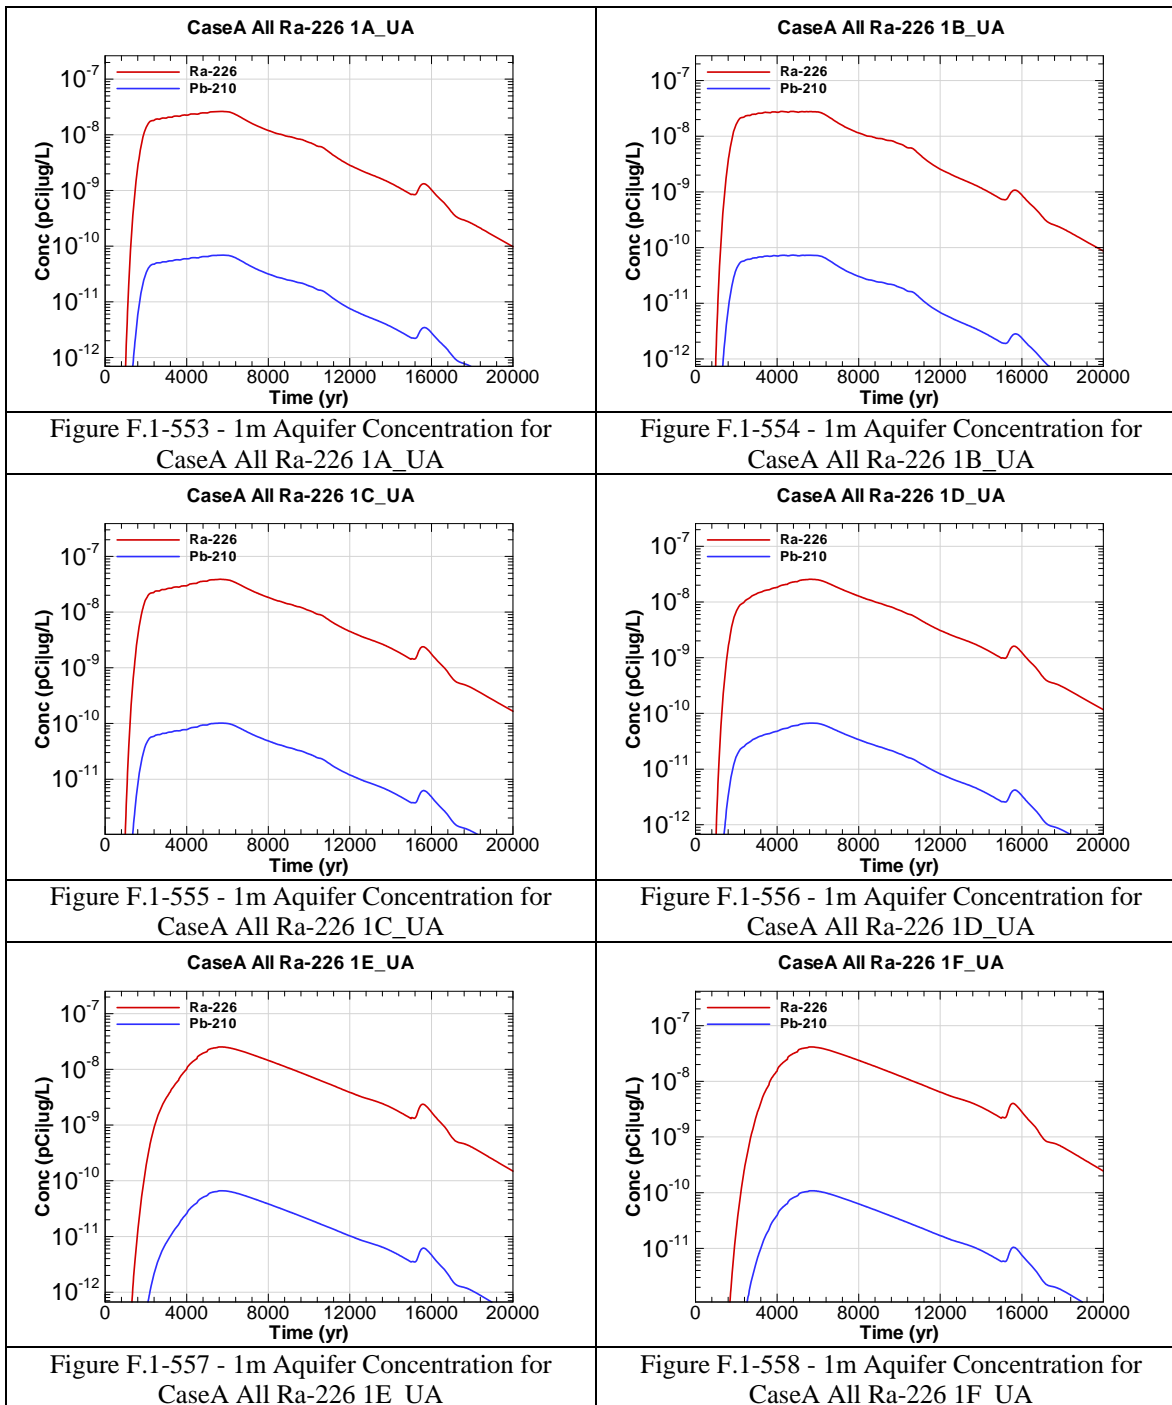 CaseA All Ra-226 1A_UA
Ra-226
Pb-210
10-7
10-8
10-9
10-10
10-11
10-12
Conc (pCi|ug/L)
0 4000 8000 12000 16000 20000
Time (yr)
Figure F.1-553 - 1m Aquifer Concentration for
CaseA All Ra-226 1A_UA
CaseA All Ra-226 1B_UA
Ra-226
Pb-210
10-7
10-8
10-9
10-10
10-11
10-12
Conc (pCi|ug/L)
0 4000 8000 12000 16000 20000
Time (yr)
Figure F.1-554 - 1m Aquifer Concentration for
CaseA All Ra-226 1B_UA
CaseA All Ra-226 1C_UA
Ra-226
Pb-210
10-7
10-8
10-9
10-10
10-11
Conc (pCi|ug/L)
0 4000 8000 12000 16000 20000
Time (yr)
Figure F.1-555 - 1m Aquifer Concentration for
CaseA All Ra-226 1C_UA
CaseA All Ra-226 1D_UA
Ra-226
Pb-210
10-7
10-8
10-9
10-10
10-11
10-12
Conc (pCi|ug/L)
0 4000 8000 12000 16000 20000
Time (yr)
Figure F.1-556 - 1m Aquifer Concentration for
CaseA All Ra-226 1D_UA
CaseA All Ra-226 1E_UA
Ra-226
Pb-210
10-7
10-8
10-9
10-10
10-11
10-12
Conc (pCi|ug/L)
0 4000 8000 12000 16000 20000
Time (yr)
Figure F.1-557 - 1m Aquifer Concentration for
CaseA All Ra-226 1E_UA
CaseA All Ra-226 1F_UA
Ra-226
Pb-210
10-7
10-8
10-9
10-10
10-11
Conc (pCi|ug/L)
0 4000 8000 12000 16000 20000
Time (yr)
Figure F.1-558 - 1m Aquifer Concentration for
CaseA All Ra-226 1F_UA